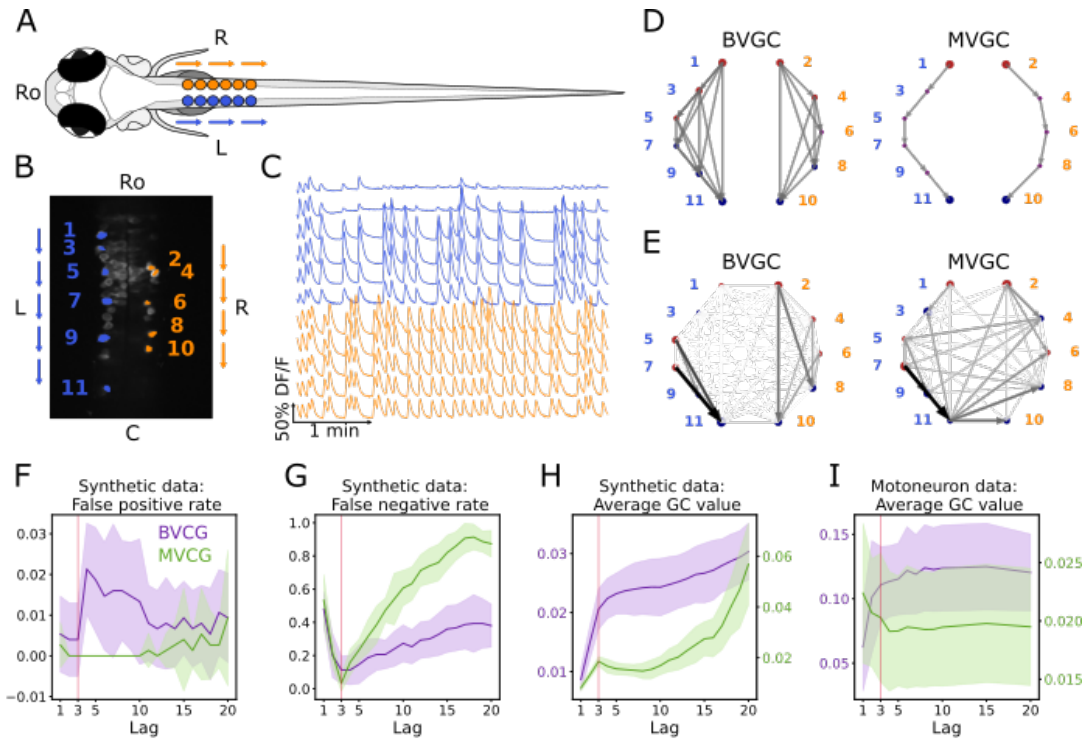 A
R
Ro
L
B
Ro
1
3
5
7
9
11
2
4
6
8
10
L
R
C
C
50% DF/F
1 min
D
BVGC
MVGC
1
2
3
4
5
6
7
8
9
11
10
1
2
3
4
5
6
7
8
9
11
10
E
BVGC
MVGC
1
2
3
4
5
6
7
8
9
11
10
1
2
3
4
5
6
7
8
9
11
10
F
Synthetic data:
False positive rate
BVCG
MVCG
0.03
0.02
0.01
0.00
−0.01
1 3 5 10 15 20
Lag
G
Synthetic data:
False negative rate
1.0
0.8
0.6
0.4
0.2
0.0
1 3 5 10 15 20
Lag
H
Synthetic data:
Average GC value
0.03
0.02
0.01
0.06
0.04
0.02
1 3 5 10 15 20
Lag
I
Motoneuron data:
Average GC value
0.15
0.10
0.05
0.025
0.020
0.015
1 3 5 10 15 20
Lag